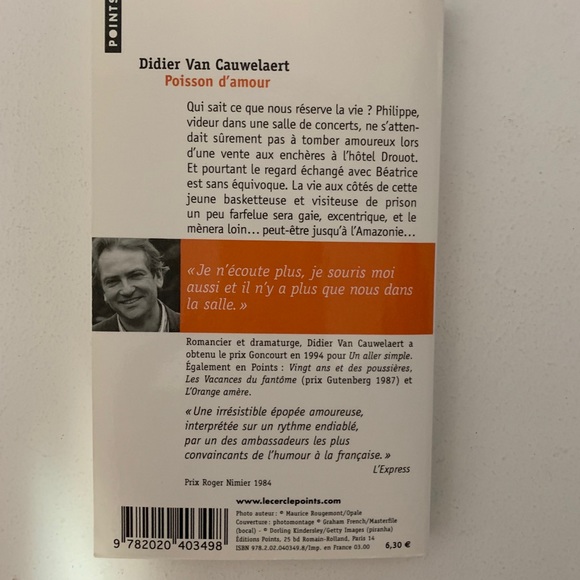 POINTS
Didier Van Cauwelaert
Poisson d'amour
Qui sait ce que nous réserve la vie ? Philippe,
videur dans une salle de concerts, ne s'atten-
dait sûrement pas à tomber amoureux lors
d'une vente aux enchères à l'hôtel Drouot.
Et pourtant le regard échangé avec Béatrice
est sans équivoque. La vie aux côtés de cette
jeune basketteuse et visiteuse de prison
un peu farfelue sera gaie, excentrique, et le
mènera loin... peut-être jusqu'à l'Amazonie...
« Je n'écoute plus, je souris moi
aussi et il n'y a plus que nous dans
la salle. »
Romancier et dramaturge, Didier Van Cauwelaert a
obtenu le prix Goncourt en 1994 pour Un aller simple.
Également en Points : Vingt ans et des poussières,
Les Vacances du fantôme (prix Gutenberg 1987) et
L'Orange amère.
« Une irrésistible épopée amoureuse,
interprétée sur un rythme endiablé,
par un des ambassadeurs les plus
convaincants de l'humour à la française. »
L'Express
Prix Roger Nimier 1984
www.lecerclepoints.com
Photo auteur : © Maurice Rougemont/Opale
Couverture : photomontage © Graham French/Masterfile
(bocal) - © Dorling Kindersley/Getty Images (piranha)
Éditions Points, 25 bd Romain-Rolland, Paris 14
ISBN 978.2.02.040349.8/Imp. en France 03.00
6,30 €
9 782020 403498